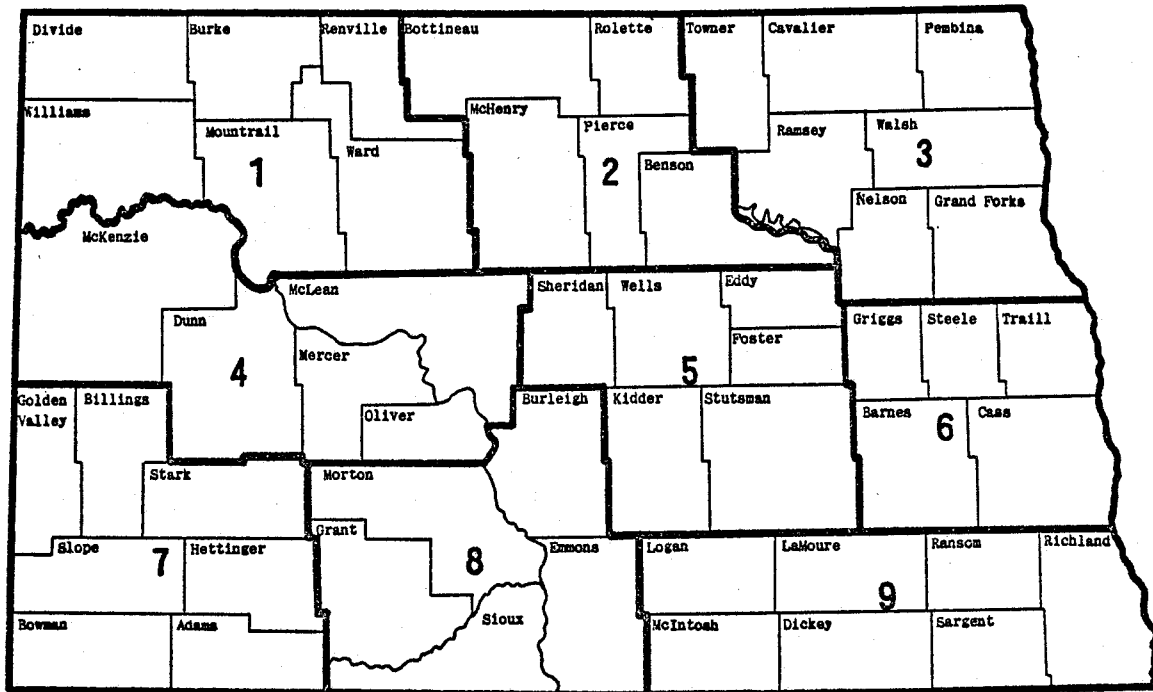 Divide
Burke
Renville
Bottineau
Rolette
Towner
Cavalier
Pembina
Williams
Mountrail
Ward
McHenry
Pierce
Benson
Ramsey
Walsh
1
2
3
Nelson
Grand Forks
McKenzie
McLean
Sheridan
Wells
Eddy
Dunn
Mercer
Foster
Griggs
Steele
Traill
4
5
Golden
Valley
Billings
Oliver
Burleigh
Kidder
Stutsman
Barnes
Cass
6
Stark
Morton
Grant
Slope
Hettinger
7
8
Emmons
Logan
LaMoure
Ransom
Richland
9
Bowman
Adams
Sioux
McIntosh
Dickey
Sargent